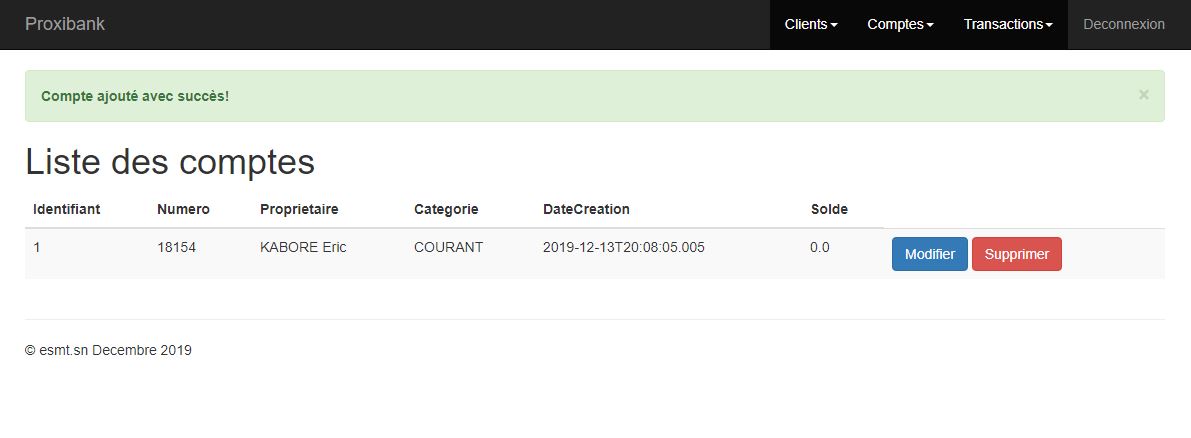 Proxibank Clients Comptes Transactions Deconnexion
Compte ajouté avec succès! ×
Liste des comptes
Identifiant Numero Proprietaire Categorie DateCreation Solde
1 18154 KABORE Eric COURANT 2019-12-13T20:08:05.005 0.0 Modifier Supprimer
© esmt.sn Decembre 2019